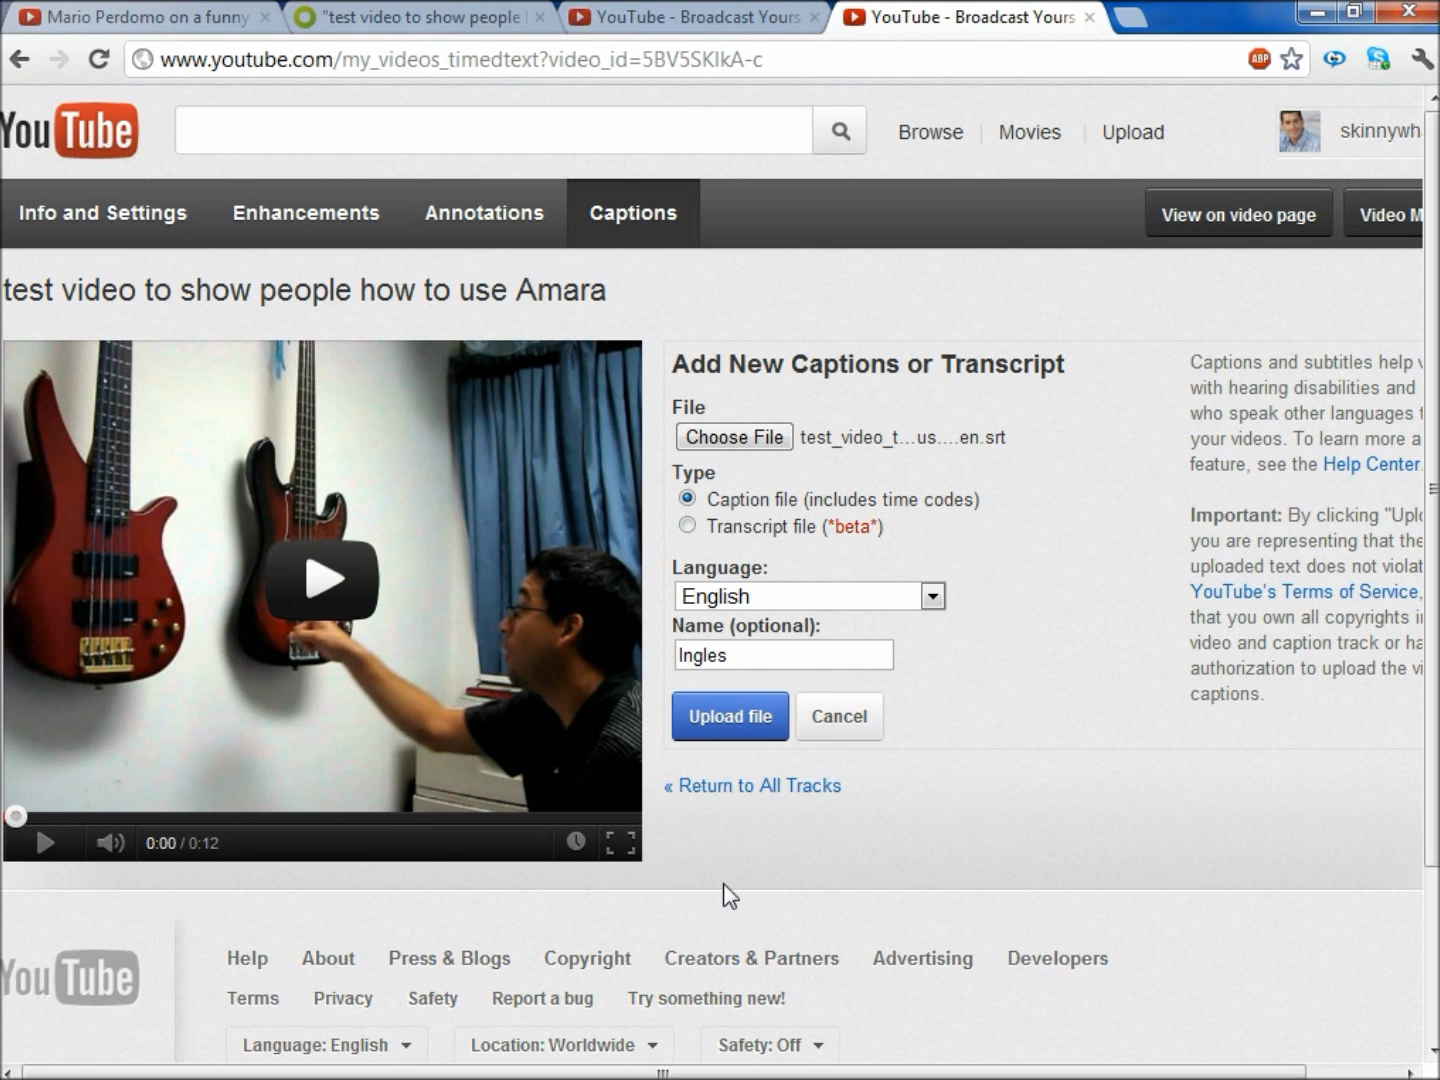 Mario Perdomo on a funny
"test video to show people
YouTube - Broadcast Yours
YouTube - Broadcast Yours
www.youtube.com/my_videos_timedtext?video_id=5BV5SKIkA-c
ABP
YouTube
Browse
Movies
Upload
skinnywh
Info and Settings
Enhancements
Annotations
Captions
View on video page
Video M
test video to show people how to use Amara
Add New Captions or Transcript
File
Choose File test_video_t...us....en.srt
Type
Caption file (includes time codes)
Transcript file (*beta*)
Language:
English
Name (optional):
Ingles
Upload file
Cancel
« Return to All Tracks
Captions and subtitles help v
with hearing disabilities and
who speak other languages t
your videos. To learn more a
feature, see the Help Center.
Important: By clicking "Uplo
you are representing that the
uploaded text does not violat
YouTube's Terms of Service,
that you own all copyrights i
video and caption track or ha
authorization to upload the vi
captions.
0:00 / 0:12
YouTube
Help About Press & Blogs Copyright Creators & Partners Advertising Developers
Terms Privacy Safety Report a bug Try something new!
Language: English
Location: Worldwide
Safety: Off